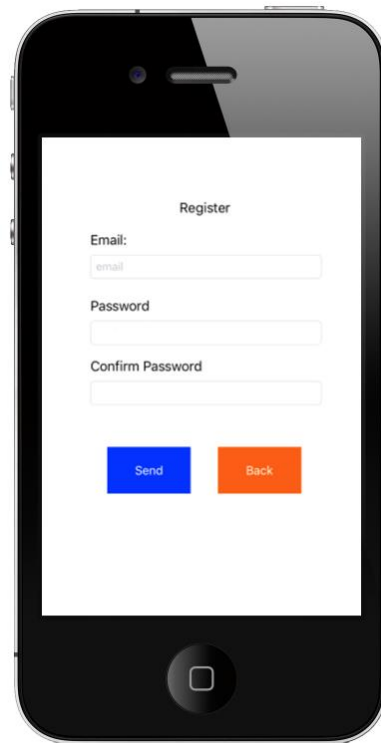 Register
Email:
email
Password
Confirm Password
Send
Back